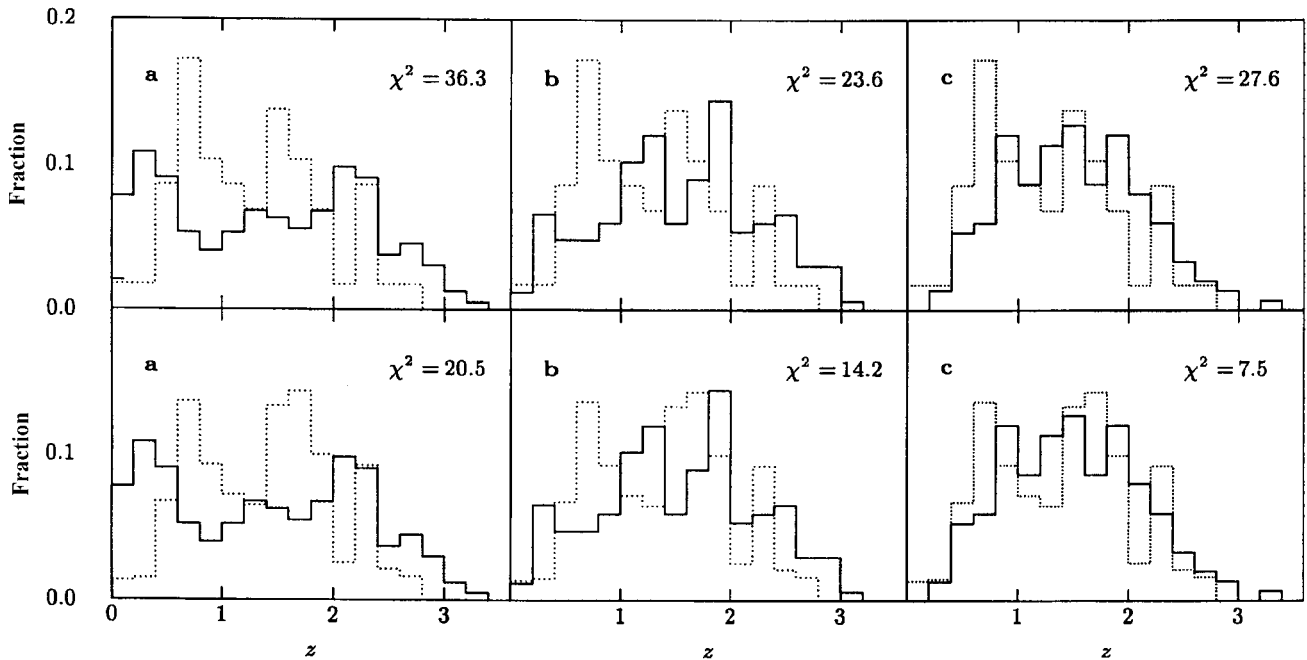 0.2
a
χ² = 36.3
b
χ² = 23.6
c
χ² = 27.6
Fraction
0.1
0.0
a
χ² = 20.5
b
χ² = 14.2
c
χ² = 7.5
Fraction
0.1
0.0
0 1 2 3 1 2 3 1 2 3
z z z